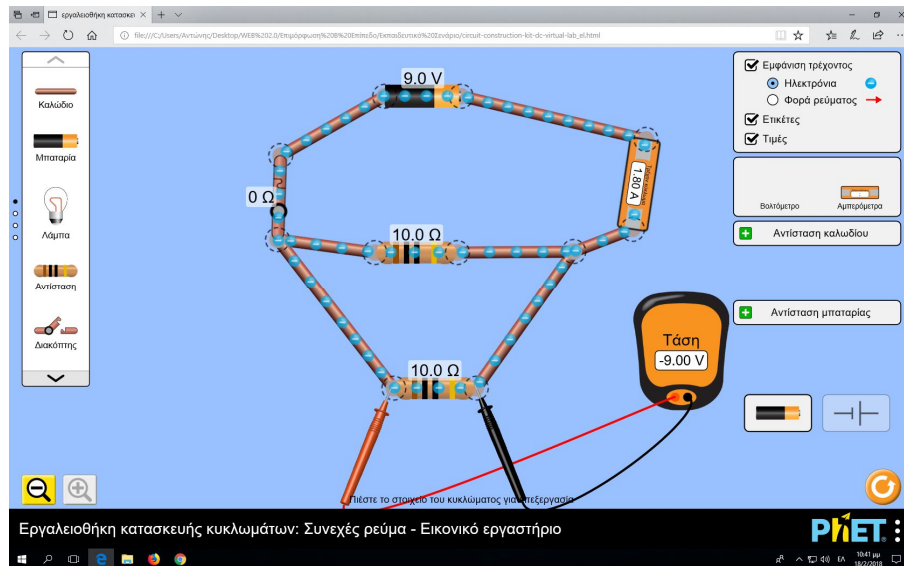 εργαλειοθήκη κατασκευ
file:///C:/Users/Αντώνης/Desktop/WEB%202.0/Επιμόρφωση%208%20Επίπεδο/Εκπαιδευτικό%20Σενάριο/circuit-construction-kit-dc-virtual-lab_el.html
Καλώδιο
Μπαταρία
Λάμπα
Αντίσταση
Διακόπτης
9.0 V
0 Ω
10.0 Ω
10.0 Ω
1.80 A
Εμφάνιση τρέχοντος
Ηλεκτρόνια
Φορά ρεύματος
Ετικέτες
Τιμές
Βολτόμετρο
Αμπερόμετρα
Αντίσταση καλωδίου
Αντίσταση μπαταρίας
Τάση
-9.00 V
Πιέστε το στοιχείο του κυκλώματος για επεξεργασία
Εργαλειοθήκη κατασκευής κυκλωμάτων: Συνεχές ρεύμα - Εικονικό εργαστήριο
PhET
ΕΛ
10:41 μμ
18/2/2018